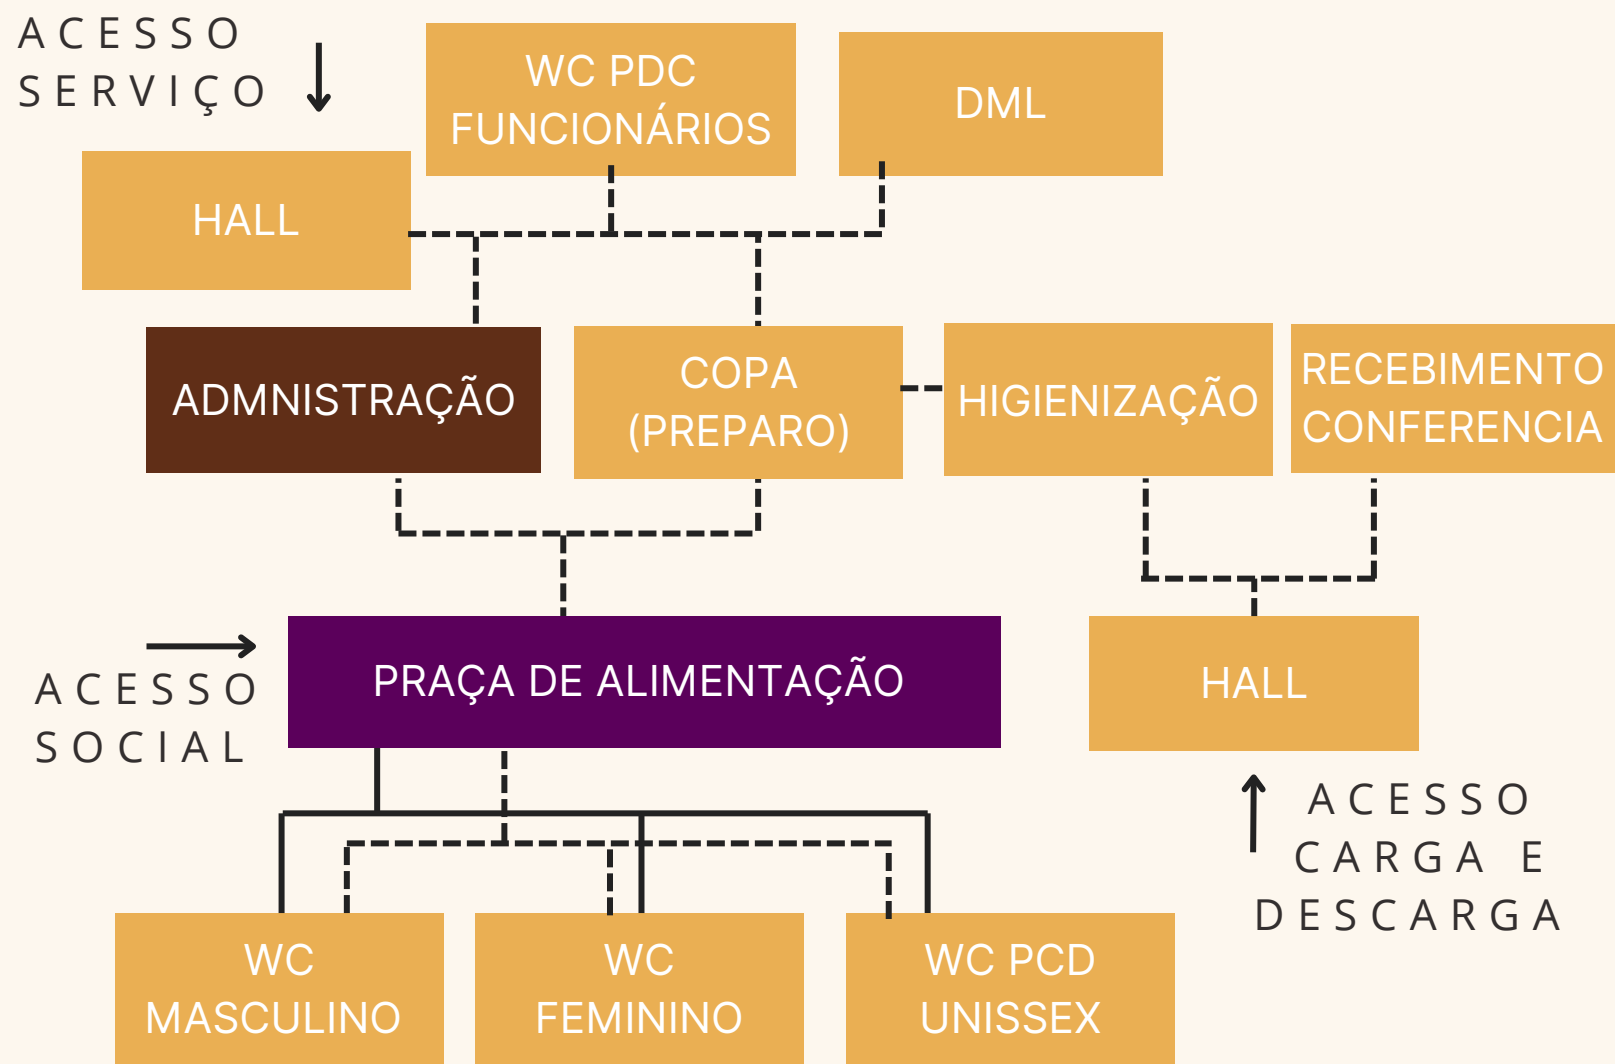 ACESSO
SERVIÇO
WC PDC
FUNCIONÁRIOS
DML
HALL
ADMNISTRAÇÃO
COPA
(PREPARO)
HIGIENIZAÇÃO
RECEBIMENTO
CONFERENCIA
ACESSO
SOCIAL
PRAÇA DE ALIMENTAÇÃO
HALL
ACESSO
CARGA E
DESCARGA
WC
MASCULINO
WC
FEMININO
WC PCD
UNISSEX